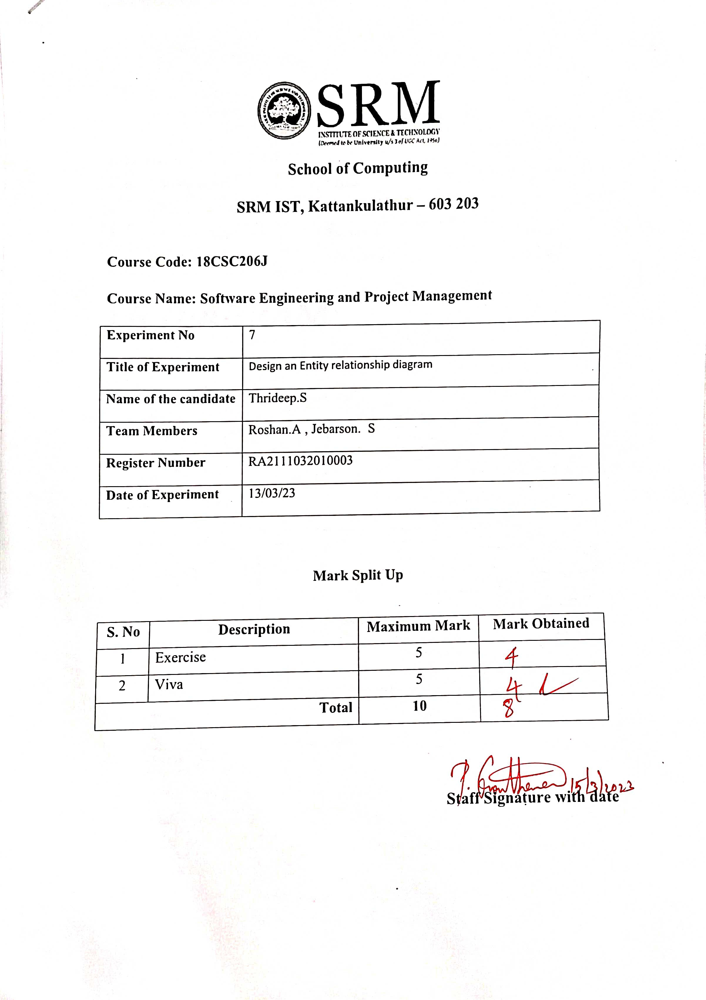 SRM
INSTITUTE OF SCIENCE & TECHNOLOGY
(Deemed to be University u/s 3 of UGC Act, 1956)
School of Computing
SRM IST, Kattankulathur – 603 203
Course Code: 18CSC206J
Course Name: Software Engineering and Project Management
Experiment No 7
Title of Experiment Design an Entity relationship diagram
Name of the candidate Thrideep.S
Team Members Roshan.A , Jebarson. S
Register Number RA2111032010003
Date of Experiment 13/03/23
Mark Split Up
S. No Description Maximum Mark Mark Obtained
1 Exercise 5 4
2 Viva 5 4
Total 10 8
15/3/2023
Staff Signature with date